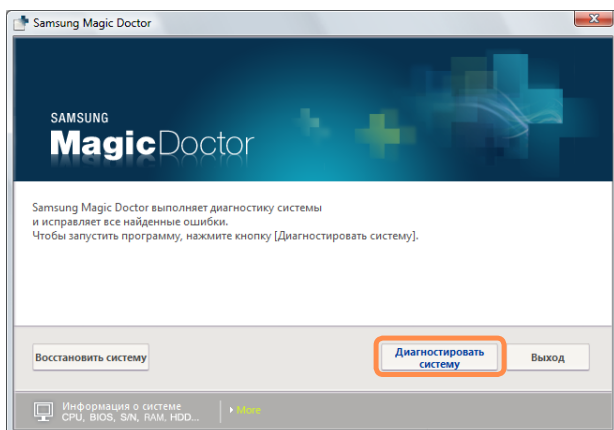 Samsung Magic Doctor
SAMSUNG
MagicDoctor
Samsung Magic Doctor выполняет диагностику системы
и исправляет все найденные ошибки.
Чтобы запустить программу, нажмите кнопку [Диагностировать систему].
Восстановить систему
Диагностировать
систему
Выход
Информация о системе
CPU, BIOS, S/N, RAM, HDD...
More